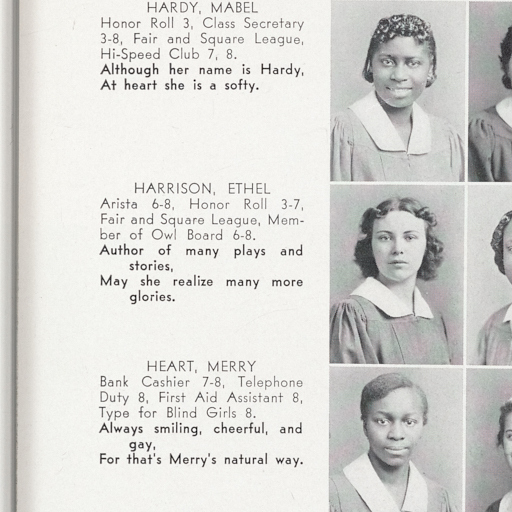 HARDY, MABEL
Honor Roll 3, Class Secretary
3-8, Fair and Square League,
Hi-Speed Club 7, 8.
Although her name is Hardy,
At heart she is a softy.
HARRISON, ETHEL
Arista 6-8, Honor Roll 3-7,
Fair and Square League, Mem-
ber of Owl Board 6-8.
Author of many plays and
stories,
May she realize many more
glories.
HEART, MERRY
Bank Cashier 7-8, Telephone
Duty 8, First Aid Assistant 8,
Type for Blind Girls 8.
Always smiling, cheerful, and
gay,
For that's Merry's natural way.